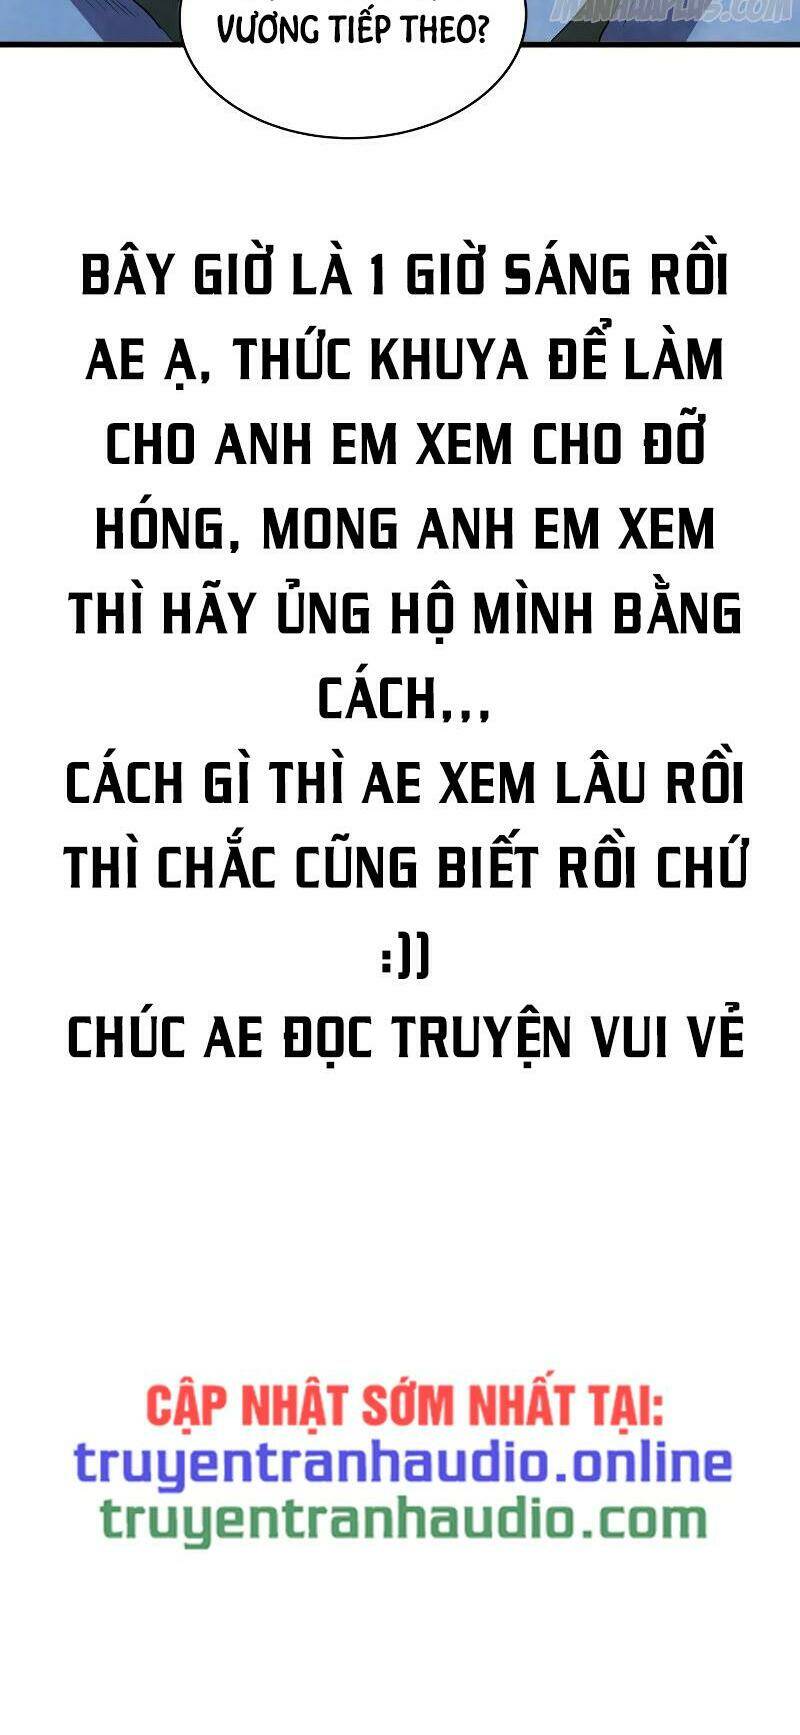 MANHUAPLUS.COM
VƯƠNG TIẾP THEO?
BÂY GIỜ LÀ 1 GIỜ SÁNG RỒI
AE Ạ, THỨC KHUYA ĐỂ LÀM
CHO ANH EM XEM CHO ĐỠ
HÓNG, MONG ANH EM XEM
THÌ HÃY ỦNG HỘ MÌNH BẰNG
CÁCH,,,
CÁCH GÌ THÌ AE XEM LÂU RỒI
THÌ CHẮC CŨNG BIẾT RỒI CHỨ
:))
CHÚC AE ĐỌC TRUYỆN VUI VẺ
CẬP NHẬT SỚM NHẤT TẠI:
truyentranhaudio.online
truyentranhaudio.com